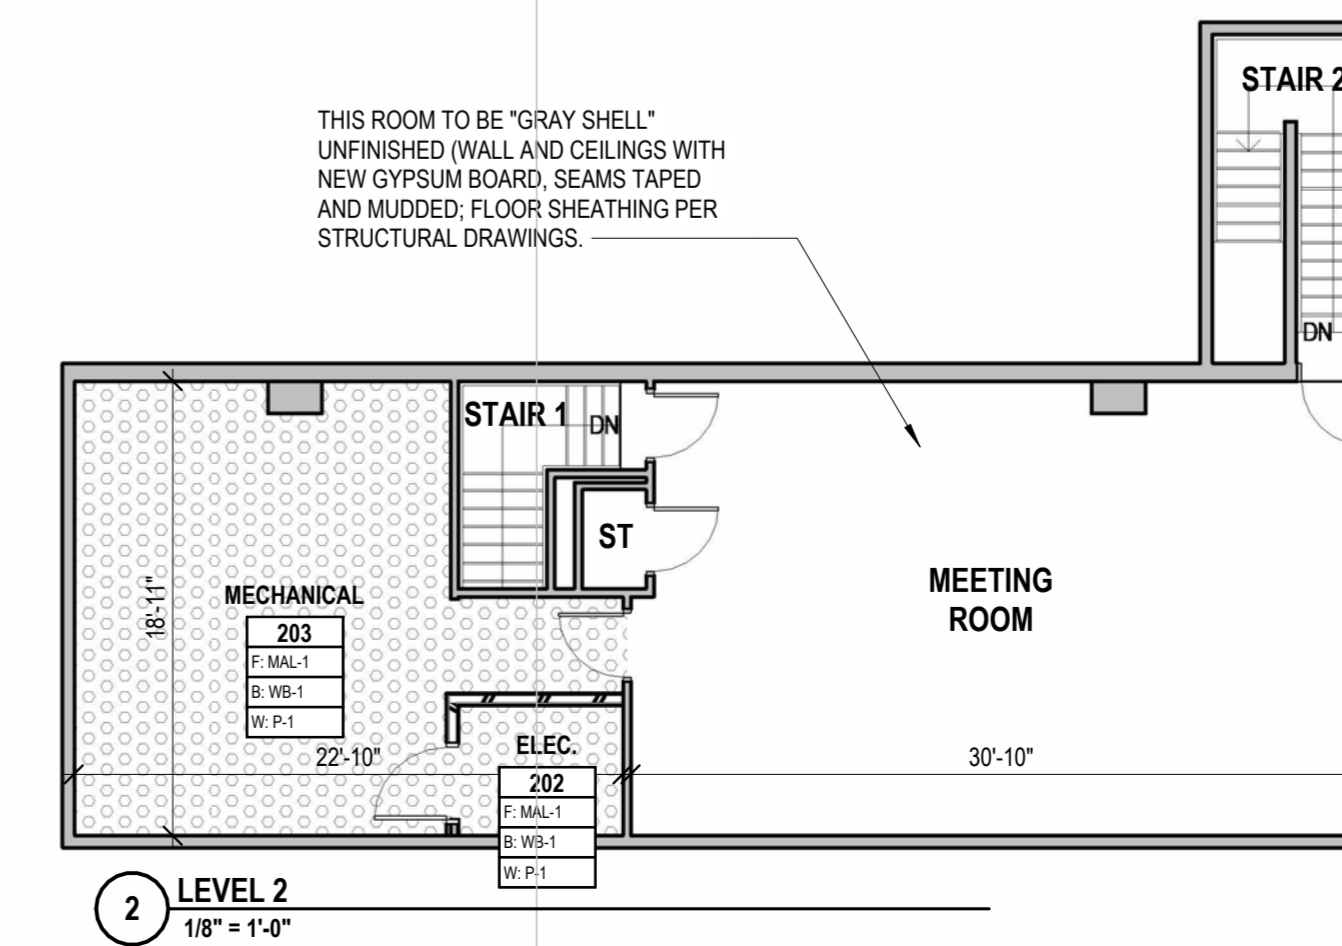 STAIR 2
THIS ROOM TO BE "GRAY SHELL"
UNFINISHED (WALL AND CEILINGS WITH
NEW GYPSUM BOARD, SEAMS TAPED
AND MUDDED; FLOOR SHEATHING PER
STRUCTURAL DRAWINGS.
DN
STAIR 1
DN
ST
MECHANICAL
203
F: MAL-1
B: WB-1
W: P-1
18'-11"
MEETING
ROOM
22'-10"
30'-10"
ELEC.
202
F: MAL-1
B: WB-1
W: P-1
2
LEVEL 2
1/8" = 1'-0"